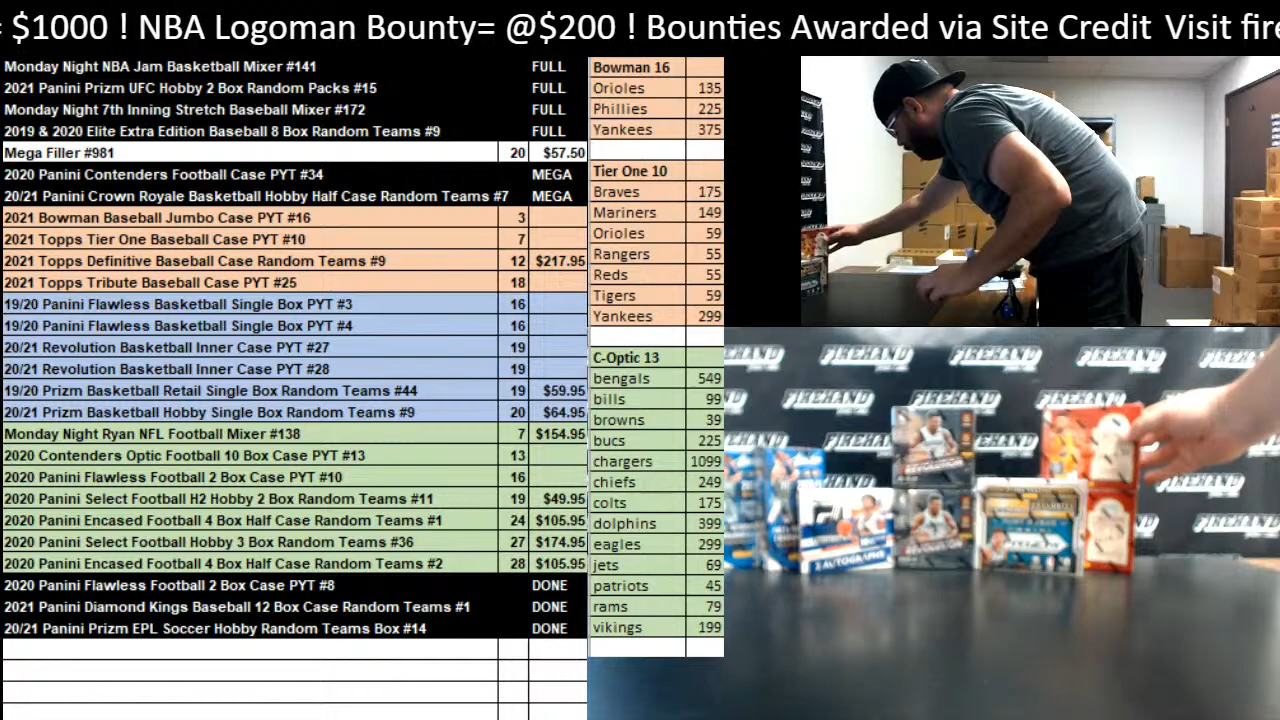 = $1000 ! NBA Logoman Bounty= @$200 ! Bounties Awarded via Site Credit Visit fire
Monday Night NBA Jam Basketball Mixer #141 FULL
2021 Panini Prizm UFC Hobby 2 Box Random Packs #15 FULL
Monday Night 7th Inning Stretch Baseball Mixer #172 FULL
2019 & 2020 Elite Extra Edition Baseball 8 Box Random Teams #9 FULL
Mega Filler #981 20 $57.50
2020 Panini Contenders Football Case PYT #34 MEGA
20/21 Panini Crown Royale Basketball Hobby Half Case Random Teams #7 MEGA
2021 Bowman Baseball Jumbo Case PYT #16 3
2021 Topps Tier One Baseball Case PYT #10 7
2021 Topps Definitive Baseball Case Random Teams #9 12 $217.95
2021 Topps Tribute Baseball Case PYT #25 18
19/20 Panini Flawless Basketball Single Box PYT #3 16
19/20 Panini Flawless Basketball Single Box PYT #4 16
20/21 Revolution Basketball Inner Case PYT #27 19
20/21 Revolution Basketball Inner Case PYT #28 19
19/20 Prizm Basketball Retail Single Box Random Teams #44 19 $59.95
20/21 Prizm Basketball Hobby Single Box Random Teams #9 20 $64.95
Monday Night Ryan NFL Football Mixer #138 7 $154.95
2020 Contenders Optic Football 10 Box Case PYT #13 13
2020 Panini Flawless Football 2 Box Case PYT #10 16
2020 Panini Select Football H2 Hobby 2 Box Random Teams #11 19 $49.95
2020 Panini Encased Football 4 Box Half Case Random Teams #1 24 $105.95
2020 Panini Select Football Hobby 3 Box Random Teams #36 27 $174.95
2020 Panini Encased Football 4 Box Half Case Random Teams #2 28 $105.95
2020 Panini Flawless Football 2 Box Case PYT #8 DONE
2021 Panini Diamond Kings Baseball 12 Box Case Random Teams #1 DONE
20/21 Panini Prizm EPL Soccer Hobby Random Teams Box #14 DONE
Bowman 16
Orioles 135
Phillies 225
Yankees 375
Tier One 10
Braves 175
Mariners 149
Orioles 59
Rangers 55
Reds 55
Tigers 59
Yankees 299
C-Optic 13
bengals 549
bills 99
browns 39
bucs 225
chargers 1099
chiefs 249
colts 175
dolphins 399
eagles 299
jets 69
patriots 45
rams 79
vikings 199
FIREHAND
FIREHAND
FIREHAND
FIREHAND
FIREHAND
REVOLUTION
REVOLUTION
2 AUTOGRAPHS
PRIZM